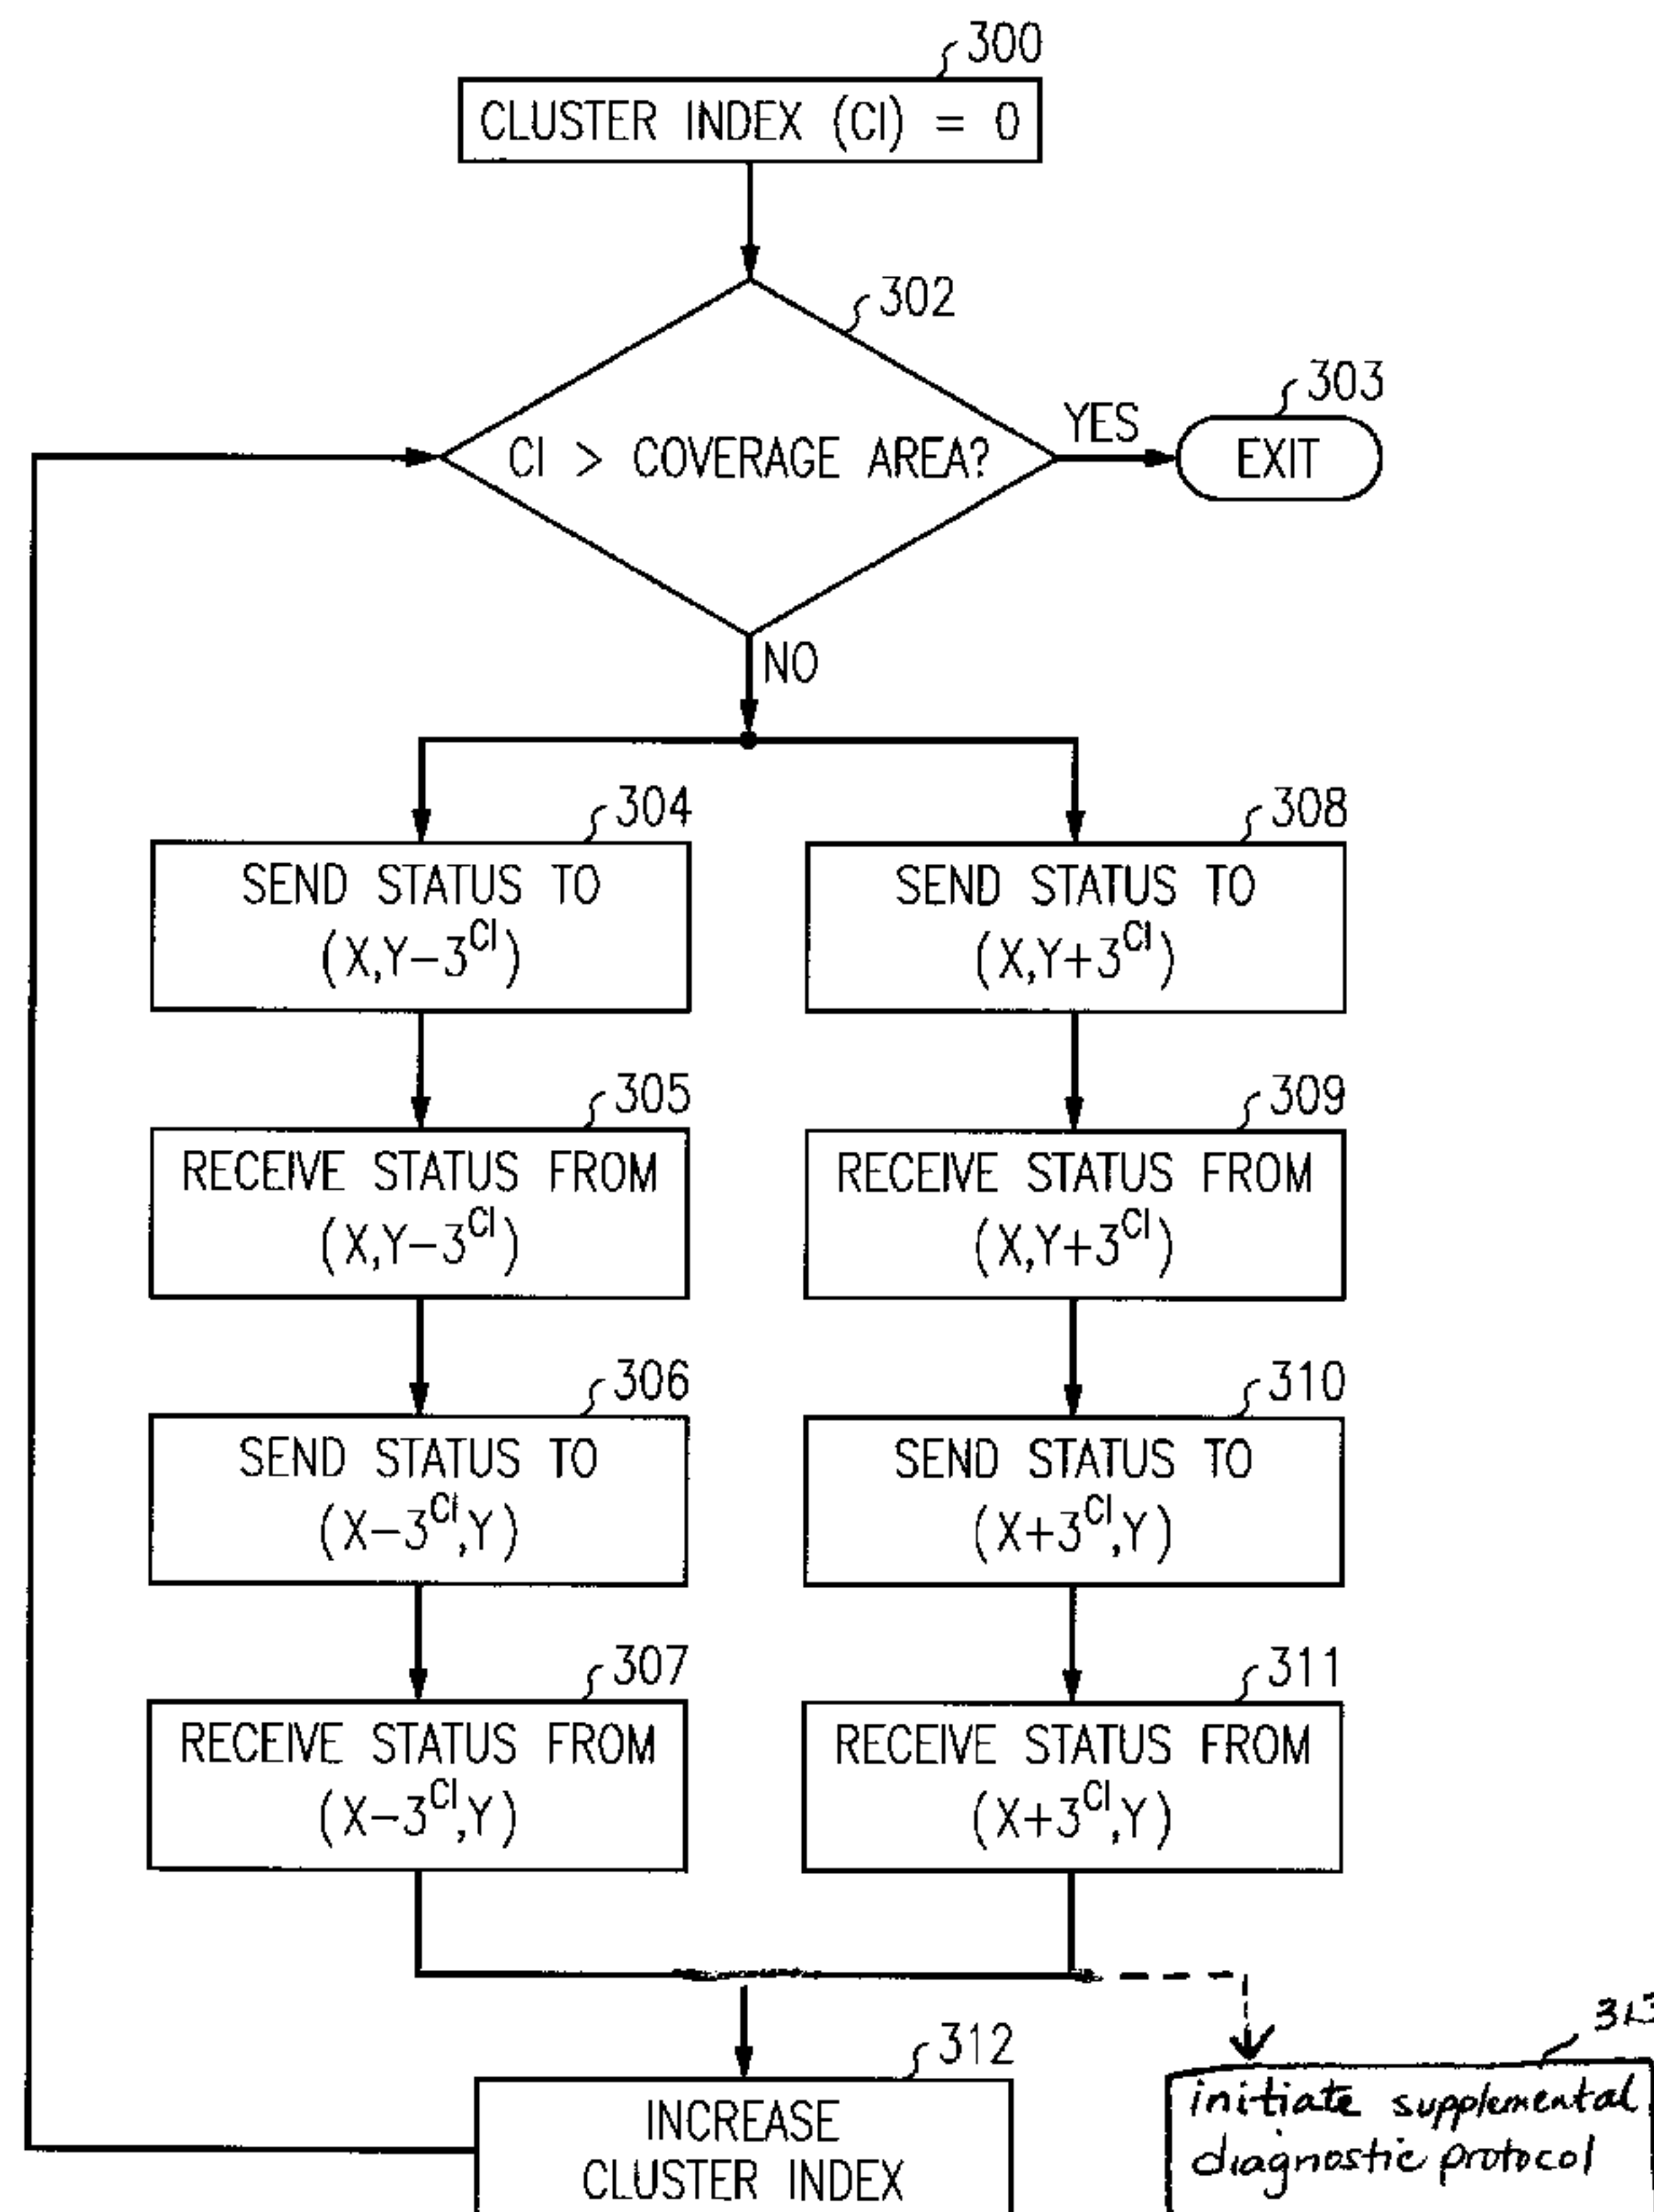 300
CLUSTER INDEX (CI) = 0
302
CI > COVERAGE AREA?
YES
303
EXIT
NO
304
SEND STATUS TO
(X,Y-3^CI)
308
SEND STATUS TO
(X,Y+3^CI)
305
RECEIVE STATUS FROM
(X,Y-3^CI)
309
RECEIVE STATUS FROM
(X,Y+3^CI)
306
SEND STATUS TO
(X-3^CI,Y)
310
SEND STATUS TO
(X+3^CI,Y)
307
RECEIVE STATUS FROM
(X-3^CI,Y)
311
RECEIVE STATUS FROM
(X+3^CI,Y)
312
INCREASE
CLUSTER INDEX
313
initiate supplemental
diagnostic protocol